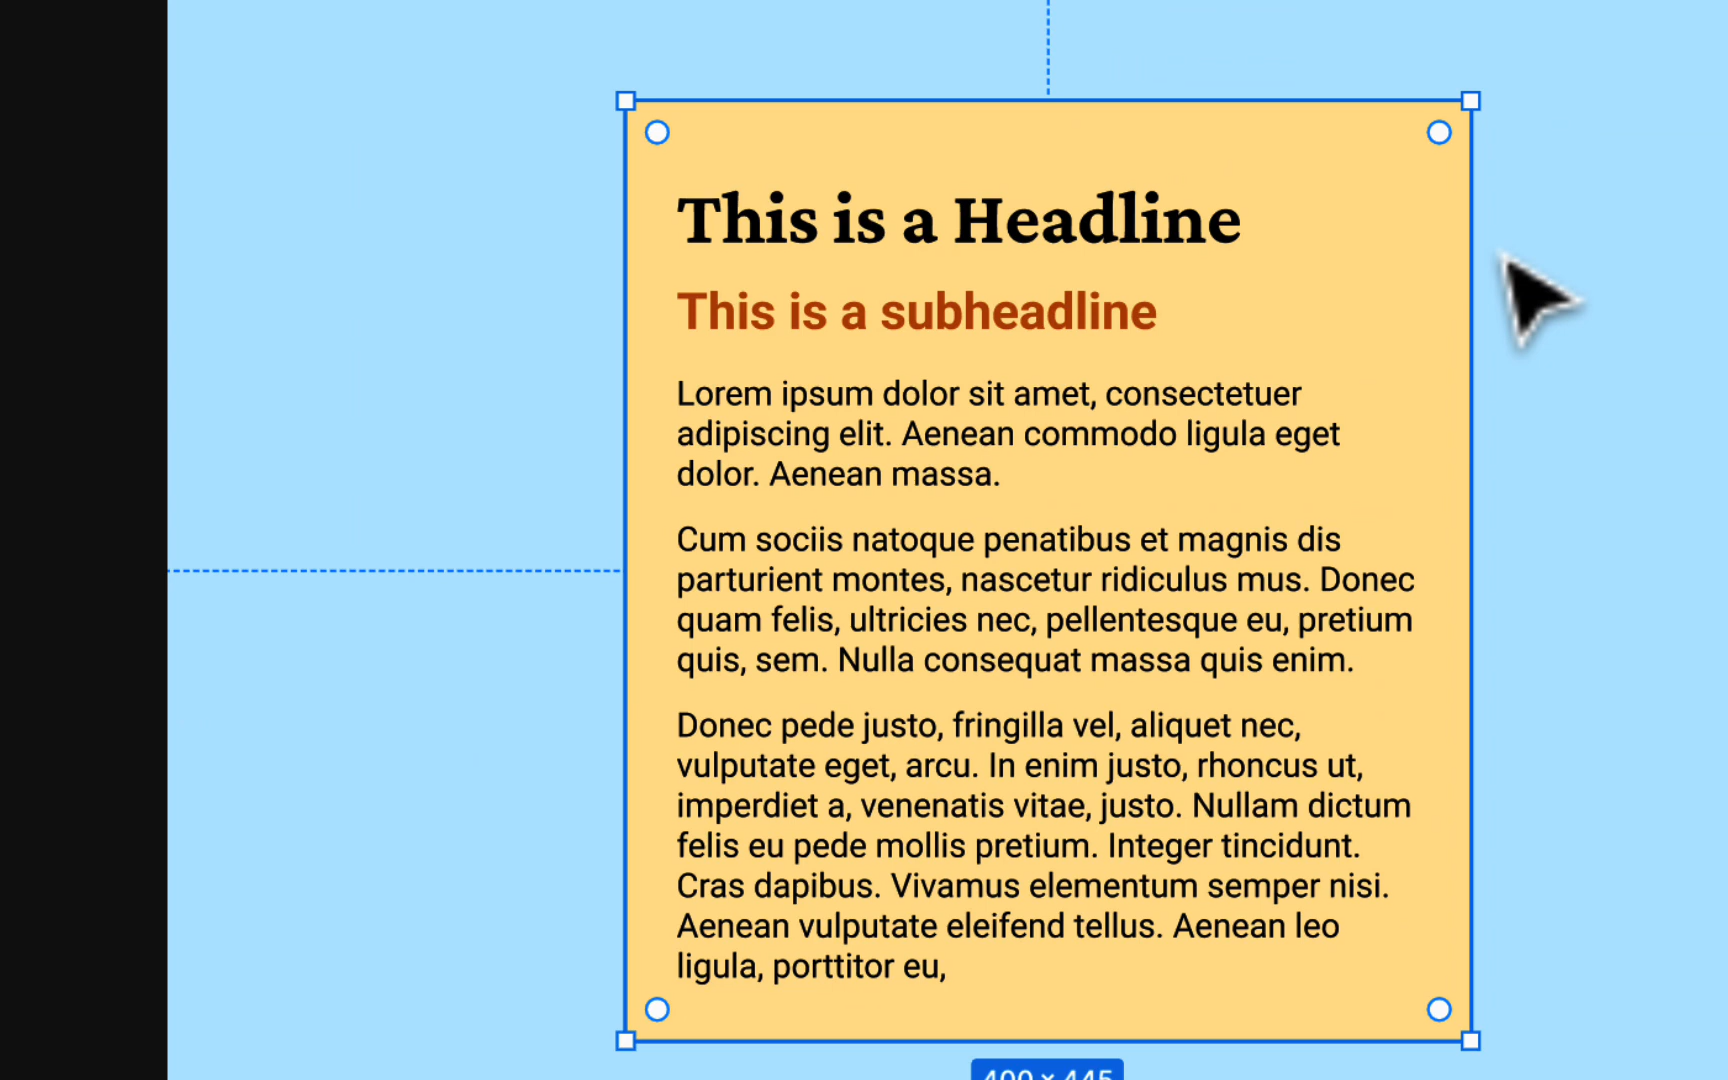 This is a Headline
This is a subheadline
Lorem ipsum dolor sit amet, consectetuer
adipiscing elit. Aenean commodo ligula eget
dolor. Aenean massa.
Cum sociis natoque penatibus et magnis dis
parturient montes, nascetur ridiculus mus. Donec
quam felis, ultricies nec, pellentesque eu, pretium
quis, sem. Nulla consequat massa quis enim.
Donec pede justo, fringilla vel, aliquet nec,
vulputate eget, arcu. In enim justo, rhoncus ut,
imperdiet a, venenatis vitae, justo. Nullam dictum
felis eu pede mollis pretium. Integer tincidunt.
Cras dapibus. Vivamus elementum semper nisi.
Aenean vulputate eleifend tellus. Aenean leo
ligula, porttitor eu,
400 × 445